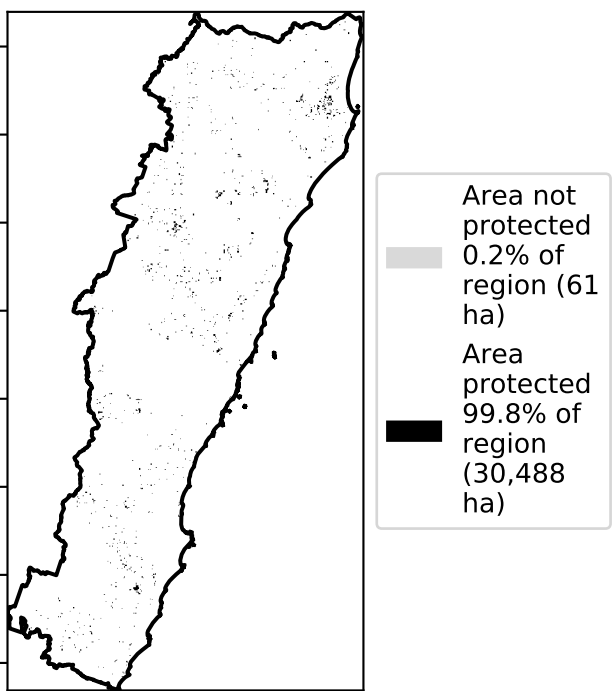 Area not
protected
0.2% of
region (61
ha)
Area
protected
99.8% of
region
(30,488
ha)